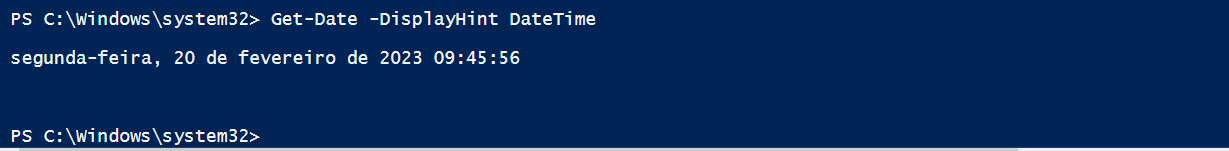 PS C:\Windows\system32> Get-Date -DisplayHint DateTime
segunda-feira, 20 de fevereiro de 2023 09:45:56
PS C:\Windows\system32>